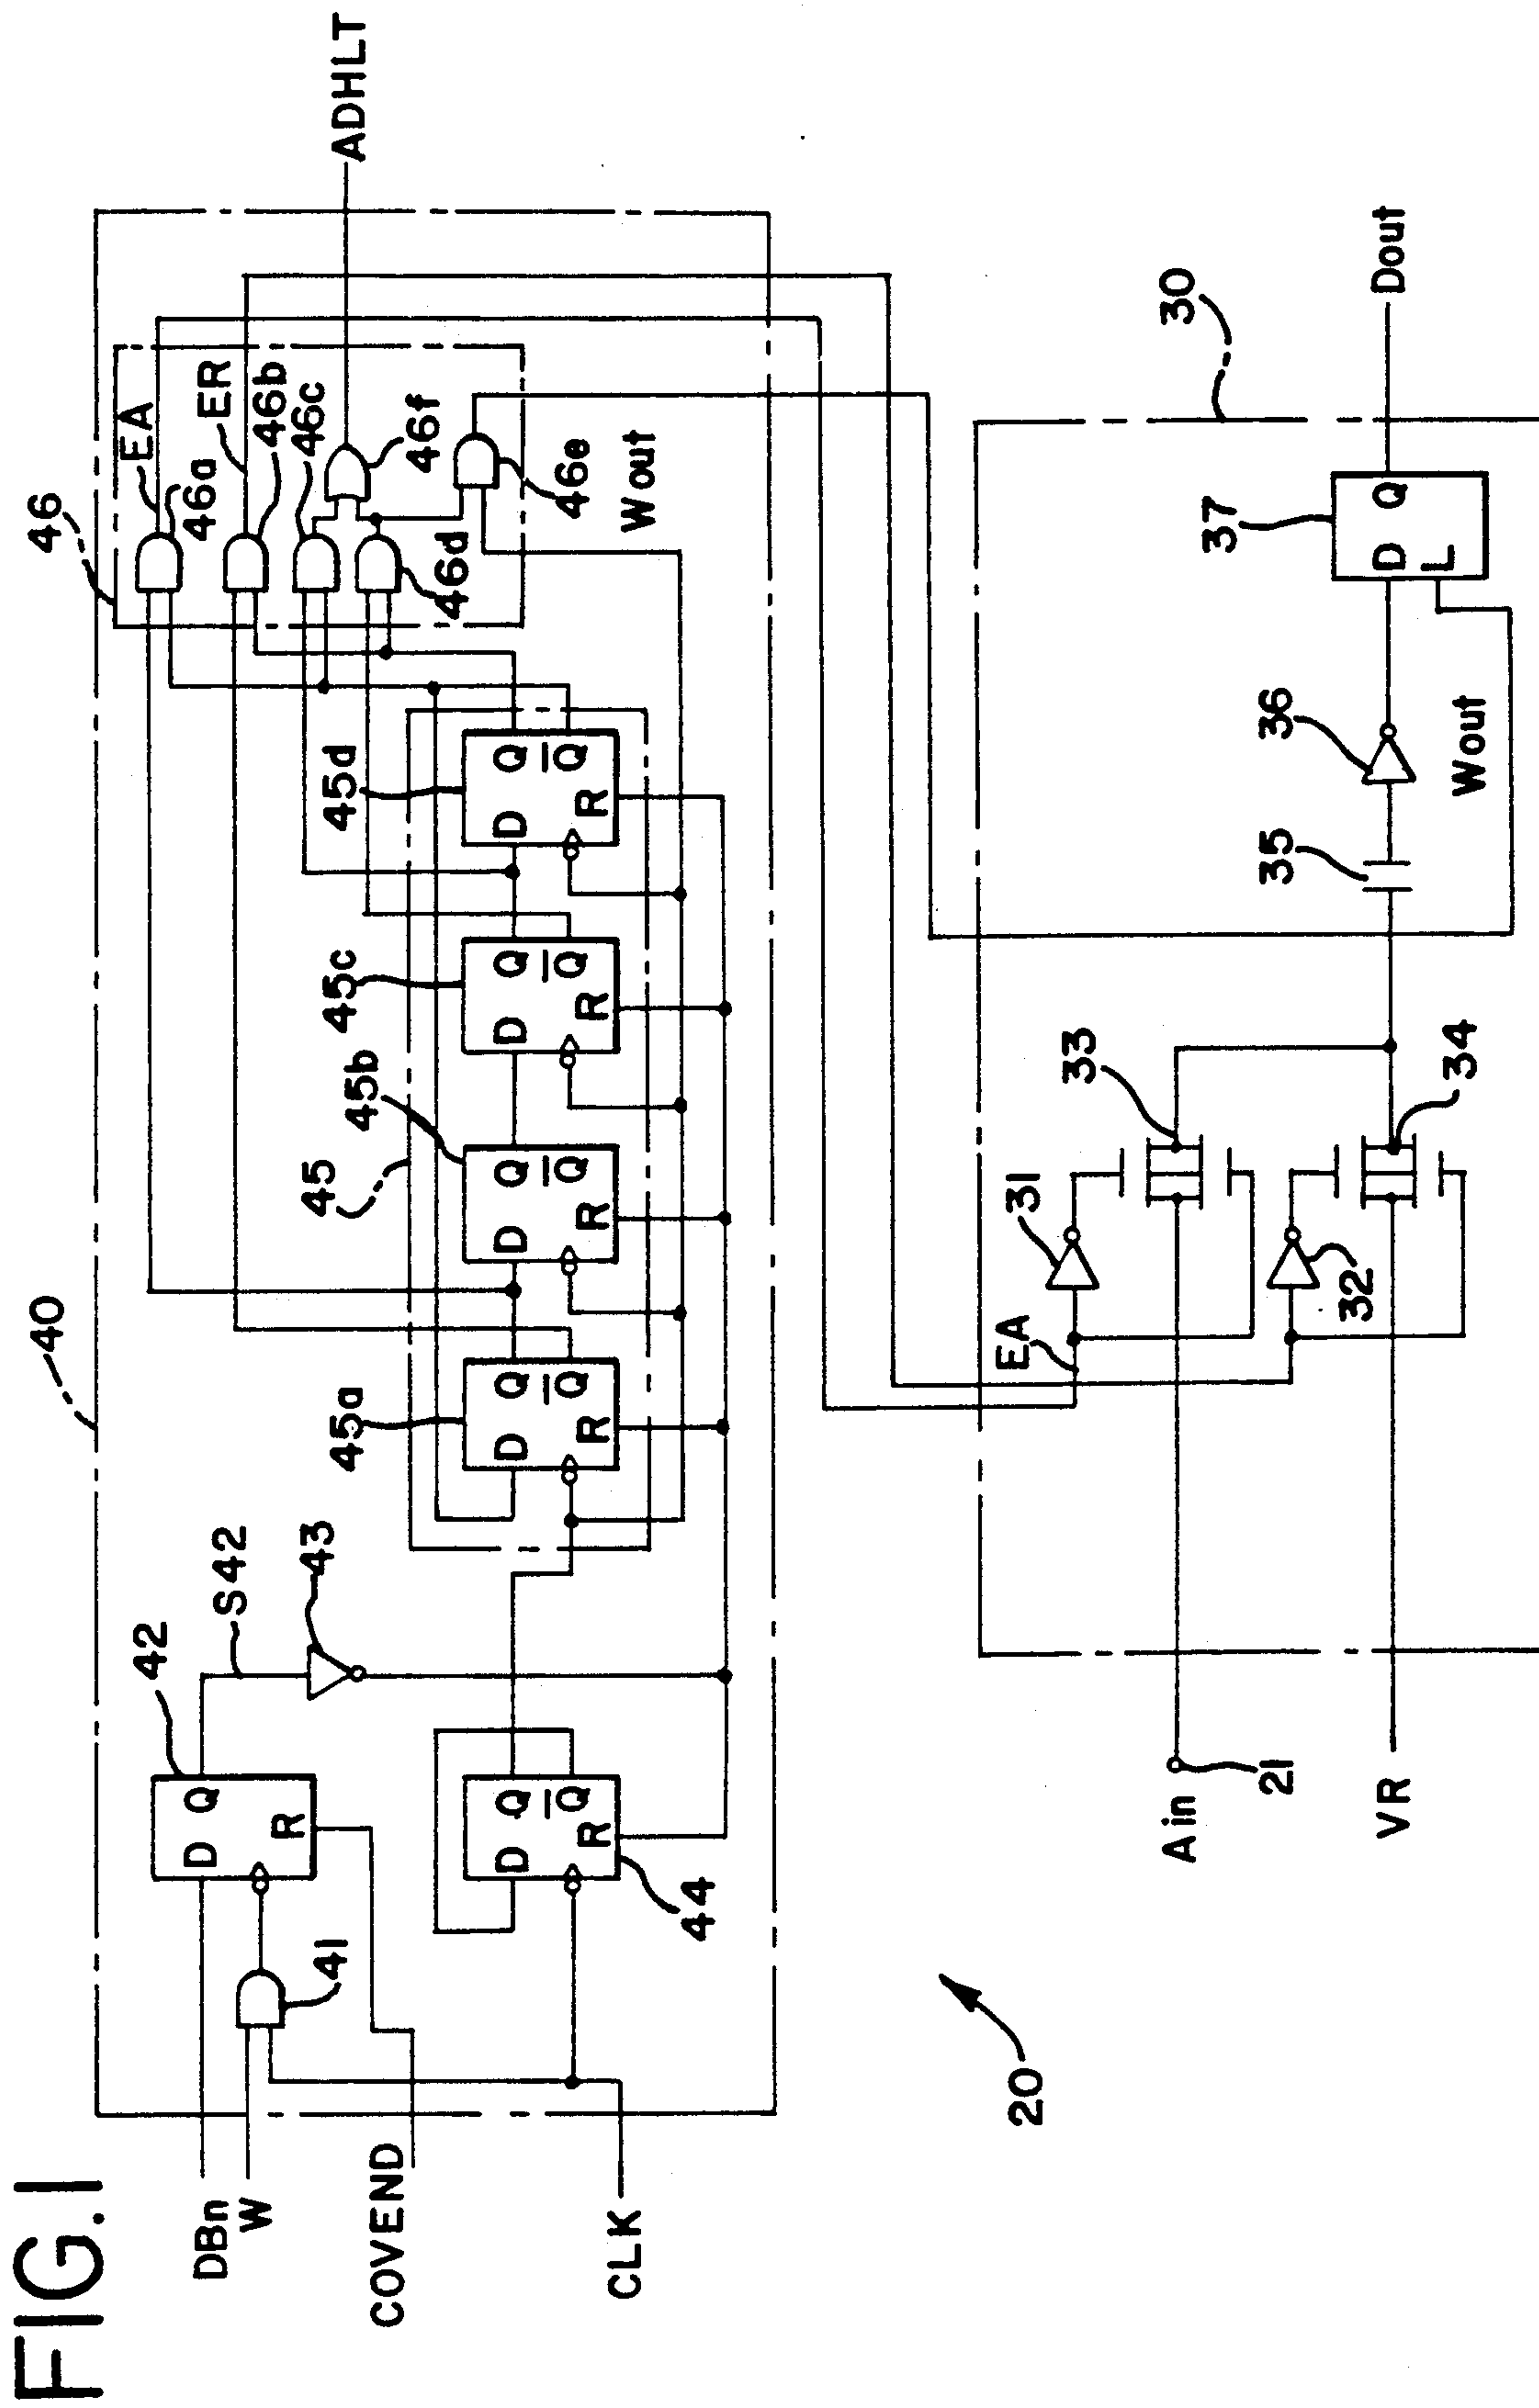 FIG.1
40
46
EA
46a
ER
46b
46c
ADHLT
46f
46e
Wout
46d
DBn
W
COVEND
CLK
41
42
D Q
R
S42
43
44
D Q
Q
R
45
45a
D Q
Q
R
45b
D Q
Q
R
45c
D Q
Q
R
45d
D Q
Q
R
20
30
Ain
21
VR
EA
31
32
33
34
35
36
Wout
37
D Q
L
Dout